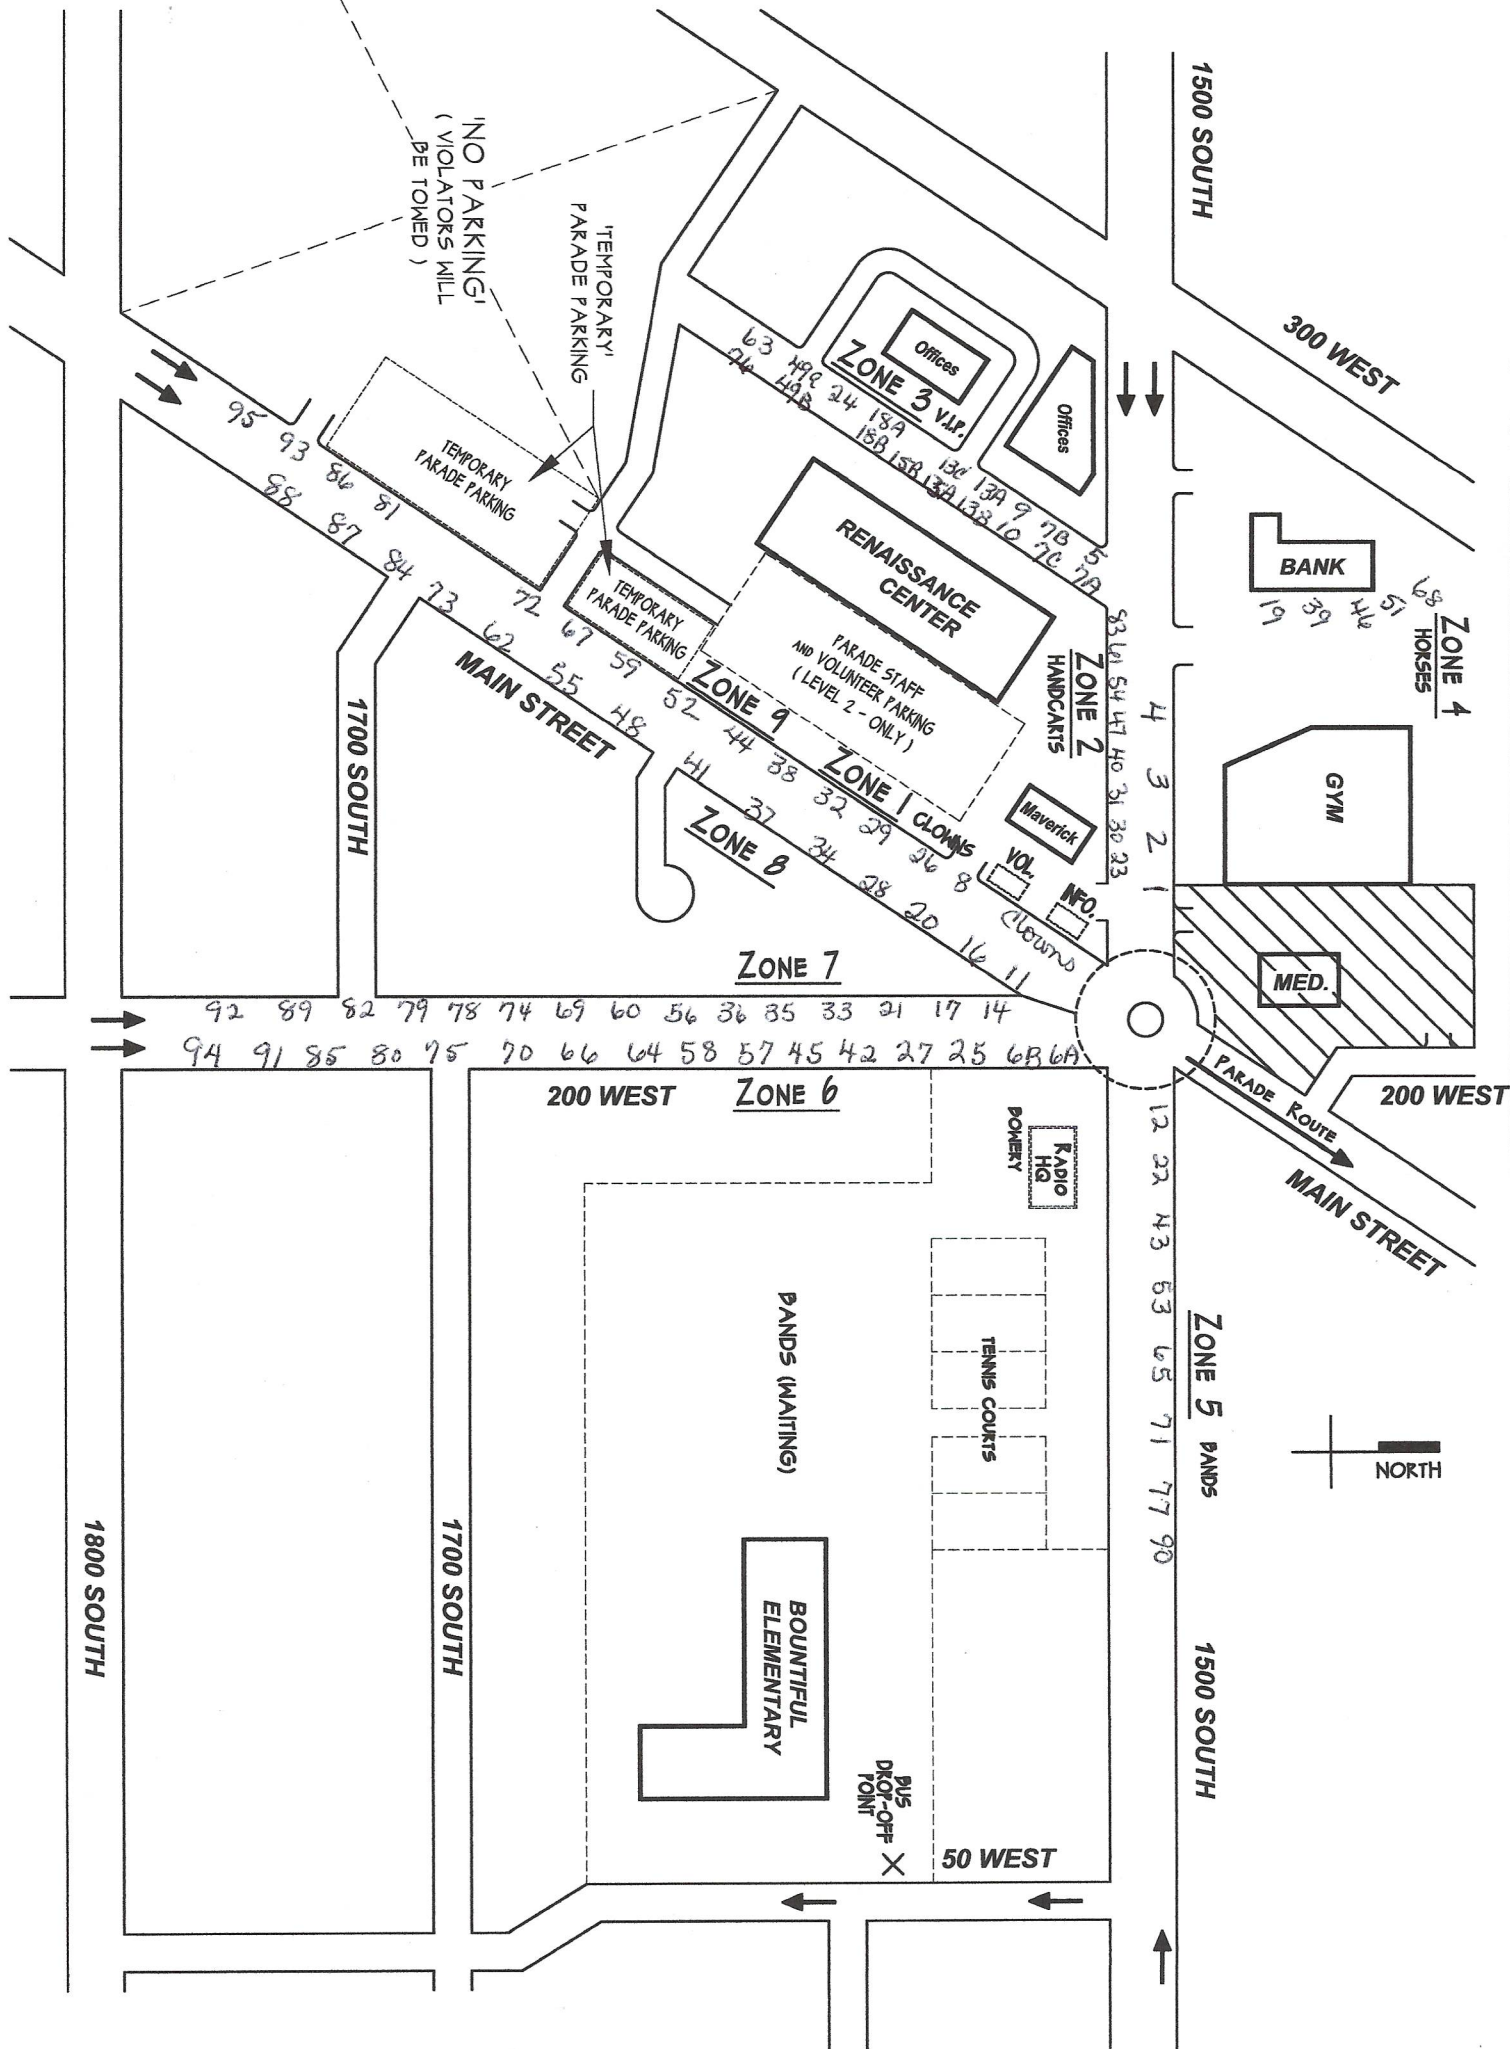 1500 SOUTH
300 WEST
'NO PARKING'
( VIOLATORS WILL
BE TOWED )
'TEMPORARY'
PARADE PARKING
Offices
ZONE 3 V.I.P.
Offices
63 49a 24 18A 13C 13A 9 7B 5
76 49B 18B 15B 15A 13B 10 7C 7A
BANK
19 39 46 51 68
ZONE 4
HORSES
RENAISSANCE
CENTER
PARADE STAFF
AND VOLUNTEER PARKING
( LEVEL 2 - ONLY )
ZONE 2
HANDCARTS
83 61 54 47 40 31 30 23
4 3 2 1
GYM
Maverick
VOL.
INFO.
MED.
TEMPORARY
PARADE PARKING
TEMPORARY
PARADE PARKING
95 93 86 81 72 67 59 52 44 38 32 29 26 8 Clowns
ZONE 9
ZONE 1 CLOWNS
88 87 84 73 62 55 48 41 37 34 28 20 16 11
MAIN STREET
ZONE 8
1700 SOUTH
ZONE 7
92 89 82 79 78 74 69 60 56 36 35 33 21 17 14
94 91 85 80 75 70 66 64 58 57 45 42 27 25 6B 6A
200 WEST
ZONE 6
PARADE ROUTE
200 WEST
MAIN STREET
RADIO
HQ
BOWERY
12 22 43 53 65 71 77 90
ZONE 5 BANDS
TENNIS COURTS
BANDS (WAITING)
NORTH
BOUNTIFUL
ELEMENTARY
BUS
DROP-OFF
POINT
X
50 WEST
1800 SOUTH
1700 SOUTH
1500 SOUTH